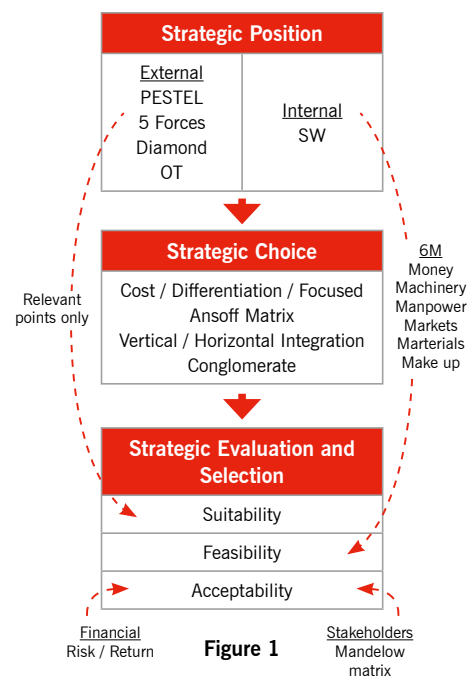 Strategic Position
External
PESTEL
5 Forces
Diamond
OT
Internal
SW
Strategic Choice
Cost / Differentiation / Focused
Ansoff Matrix
Vertical / Horizontal Integration
Conglomerate
Relevant
points only
6M
Money
Machinery
Manpower
Markets
Marterials
Make up
Strategic Evaluation and
Selection
Suitability
Feasibility
Acceptability
Financial
Risk / Return
Figure 1
Stakeholders
Mandelow
matrix